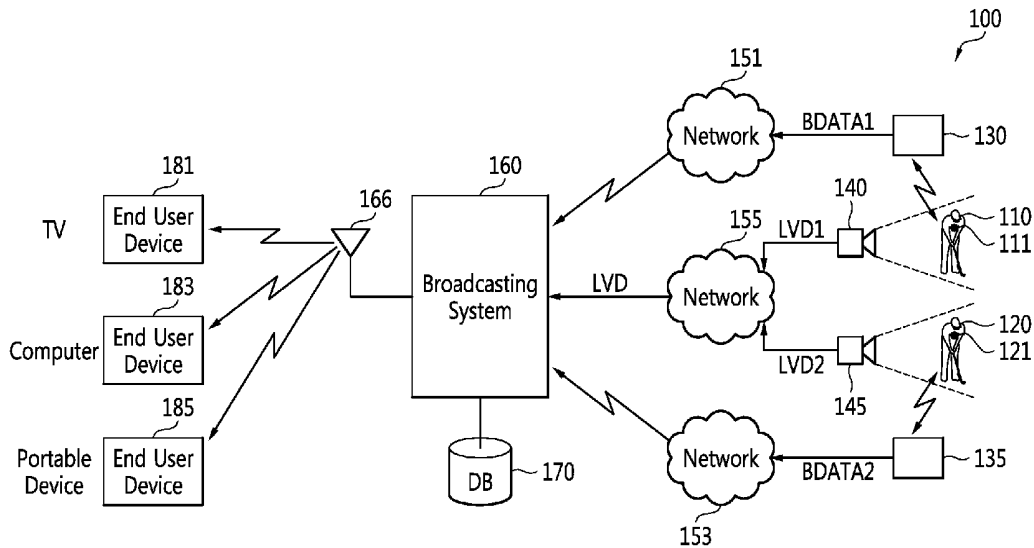 100
151
Network
BDATA1
130
181
TV
End User
Device
166
160
140
110
111
LVD1
155
183
Computer
End User
Device
Broadcasting
System
LVD
Network
120
121
LVD2
145
185
Portable
Device
End User
Device
DB
170
Network
BDATA2
135
153